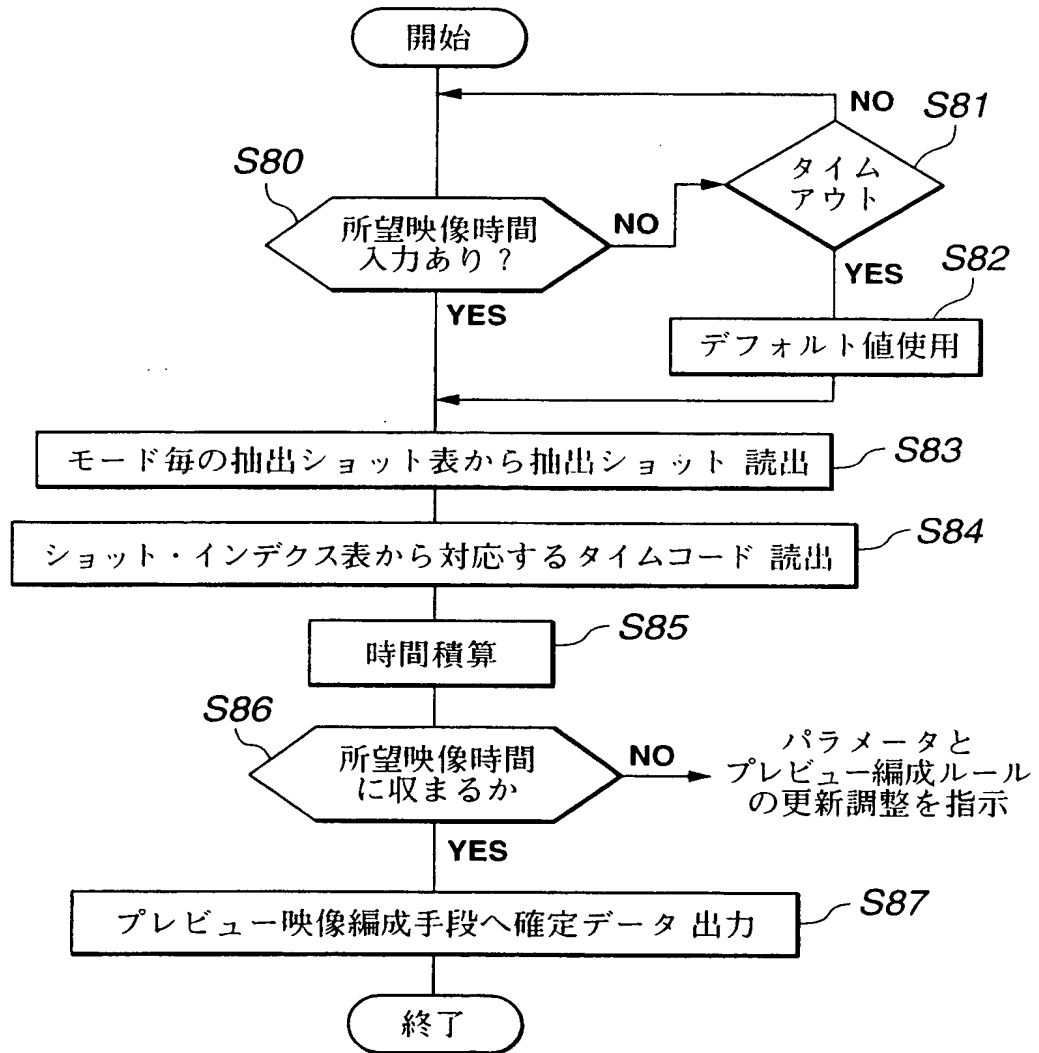 開始
NO
S81
タイム
アウト
S80
所望映像時間
入力あり?
NO
YES
YES
S82
デフォルト値使用
モード毎の抽出ショット表から抽出ショット 読出
S83
ショット・インデクス表から対応するタイムコード 読出
S84
時間積算
S85
S86
所望映像時間
に収まるか
NO
パラメータと
プレビュー編成ルール
の更新調整を指示
YES
プレビュー映像編成手段へ確定データ 出力
S87
終了